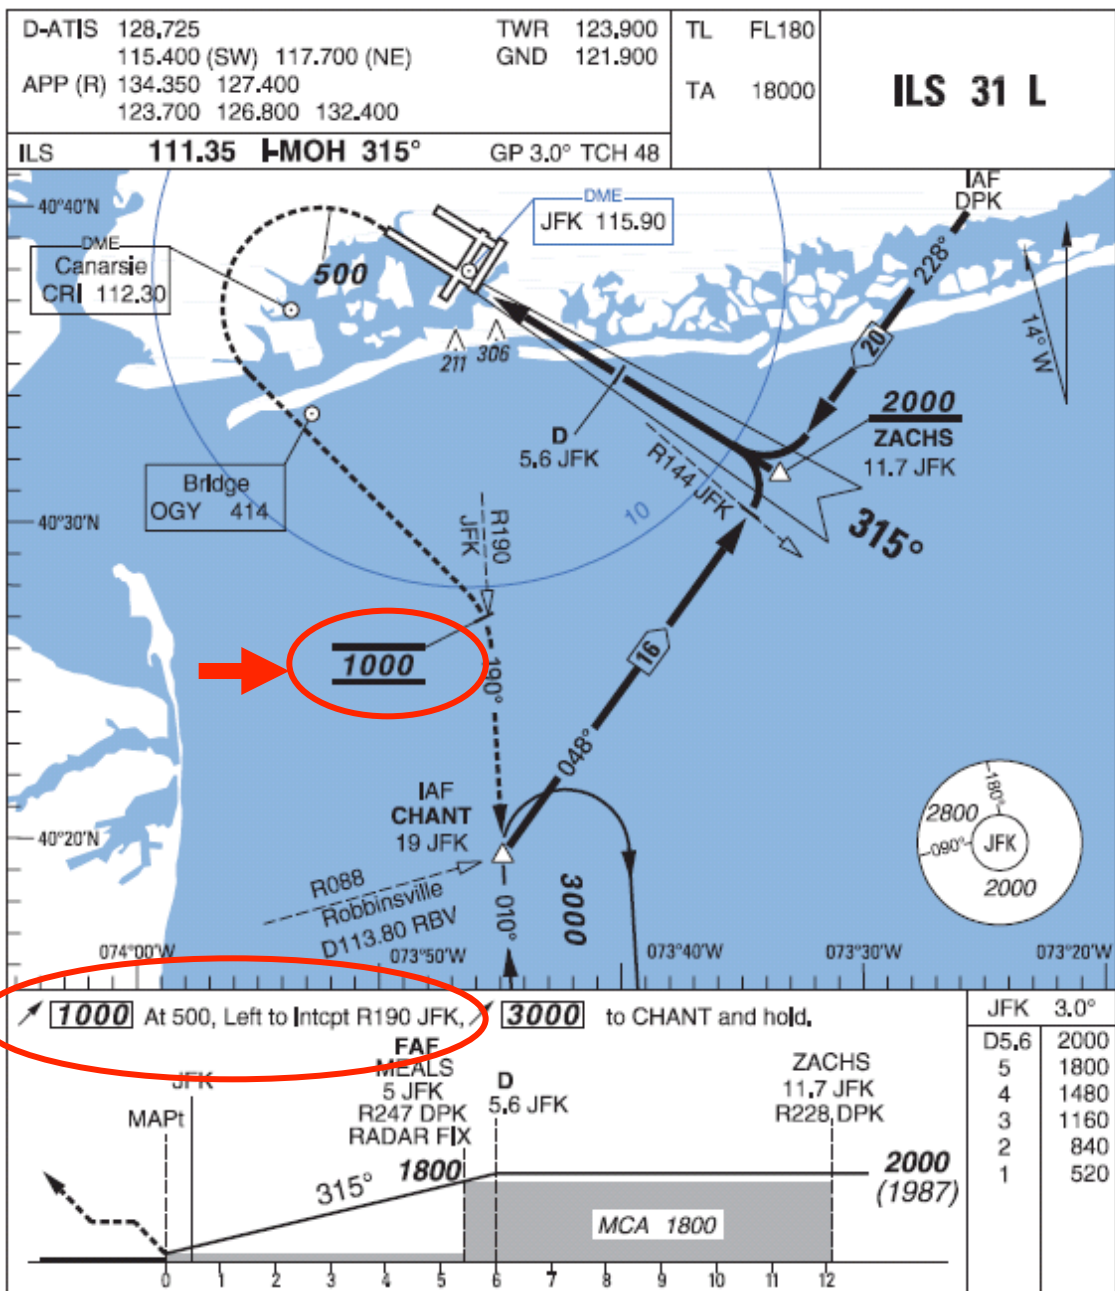 D-ATIS 128.725
115.400 (SW) 117.700 (NE)
APP (R) 134.350 127.400
123.700 126.800 132.400
TWR 123.900
GND 121.900
TL FL180
TA 18000
ILS 31 L
ILS 111.35 I-MOH 315° GP 3.0° TCH 48
IAF
DPK
40°40'N
DME
JFK 115.90
DME
Canarsie
CRI 112.30
500
228°
14° W
20
211
306
2000
ZACHS
11.7 JFK
D
5.6 JFK
R144 JFK
Bridge
OGY 414
10
315°
40°30'N
R190
JFK
1000
190°
16
048°
IAF
CHANT
19 JFK
40°20'N
180°
2800
090°
JFK
2000
R088
Robbinsville
D113.80 RBV
010°
3000
074°00'W
073°50'W
073°40'W
073°30'W
073°20'W
1000 At 500, Left to Intcpt R190 JFK, 3000 to CHANT and hold.
JFK 3.0°
D5.6 2000
5 1800
4 1480
3 1160
2 840
1 520
FAF
MEALS
5 JFK
R247 DPK
RADAR FIX
JFK
MAPt
D
5.6 JFK
ZACHS
11.7 JFK
R228 DPK
315°
1800
2000
(1987)
MCA 1800
0 1 2 3 4 5 6 7 8 9 10 11 12